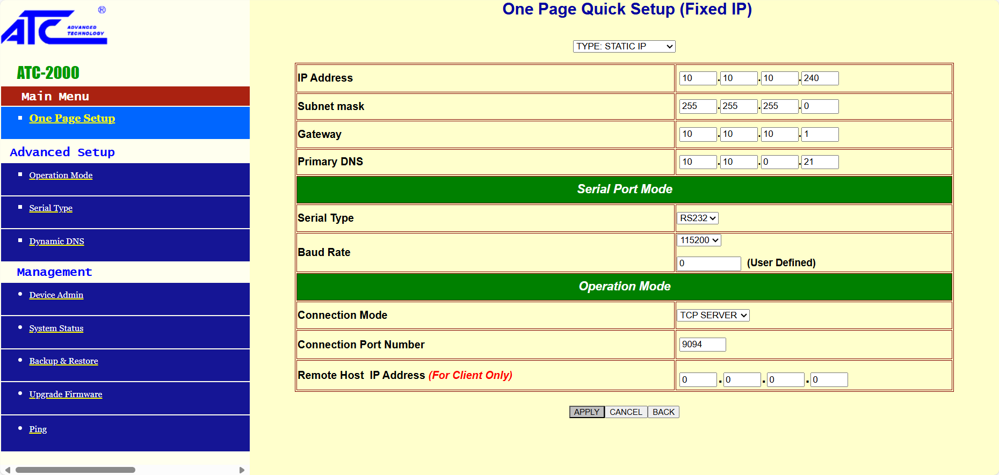 ATC ®
ADVANCED
TECHNOLOGY
ATC-2000
Main Menu
One Page Setup
Advanced Setup
Operation Mode
Serial Type
Dynamic DNS
Management
Device Admin
System Status
Backup & Restore
Upgrade Firmware
Ping
One Page Quick Setup (Fixed IP)
TYPE: STATIC IP
IP Address 10 . 10 . 10 . 240
Subnet mask 255 . 255 . 255 . 0
Gateway 10 . 10 . 10 . 1
Primary DNS 10 . 10 . 0 . 21
Serial Port Mode
Serial Type RS232
Baud Rate 115200
0 (User Defined)
Operation Mode
Connection Mode TCP SERVER
Connection Port Number 9094
Remote Host IP Address (For Client Only) 0 . 0 . 0 . 0
APPLY CANCEL BACK